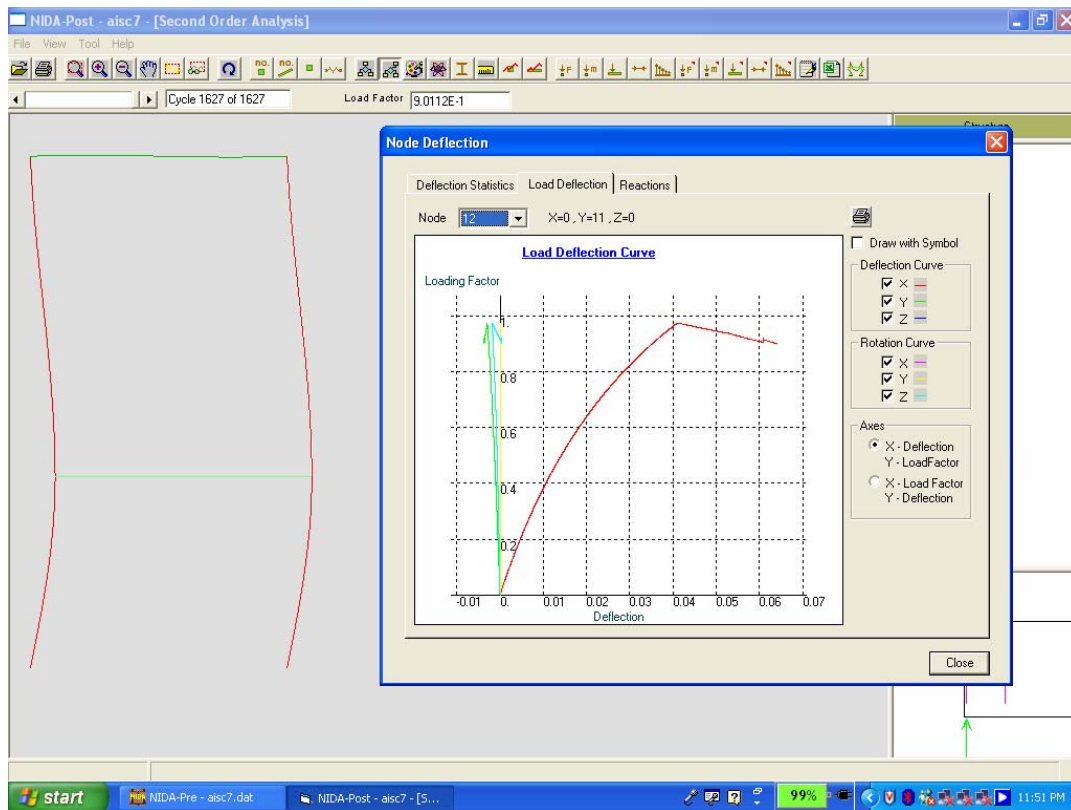 NIDA-Post - aisc7 - [Second Order Analysis]
File View Tool Help
no. no.
Cycle 1627 of 1627 Load Factor 9.0112E-1
Node Deflection
Deflection Statistics Load Deflection Reactions
Node 12 X=0 , Y=11 , Z=0
Draw with Symbol
Load Deflection Curve
Loading Factor
1.
0.8
0.6
0.4
0.2
-0.01 0. 0.01 0.02 0.03 0.04 0.05 0.06 0.07
Deflection
Deflection Curve
X
Y
Z
Rotation Curve
X
Y
Z
Axes
X - Deflection
Y - LoadFactor
X - Load Factor
Y - Deflection
Close
start NIDA-Pre - aisc7.dat NIDA-Post - aisc7 - [S... 99% 11:51 PM